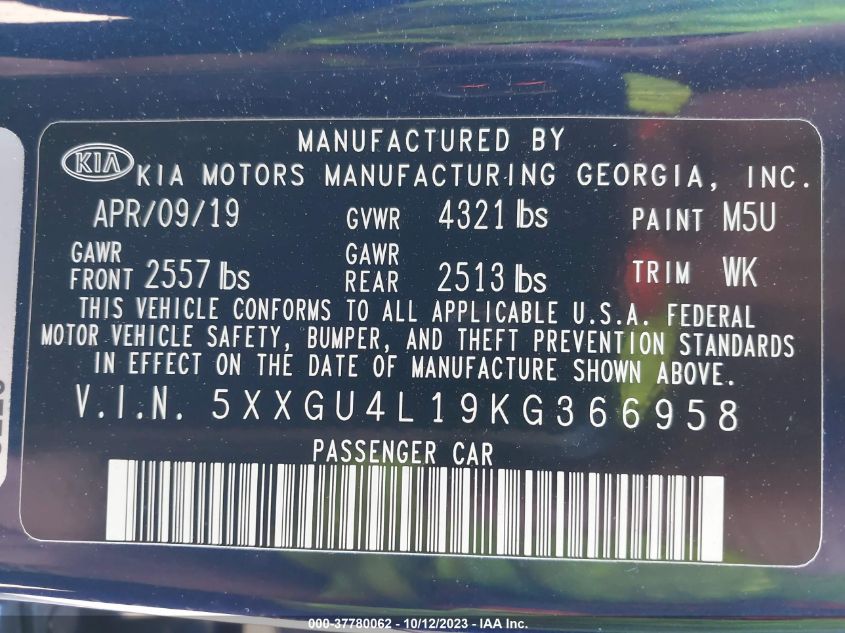 MANUFACTURED BY
KIA KIA MOTORS MANUFACTURING GEORGIA, INC.
APR/09/19 GVWR 4321 lbs PAINT M5U
GAWR FRONT 2557 lbs GAWR REAR 2513 lbs TRIM WK
THIS VEHICLE CONFORMS TO ALL APPLICABLE U.S.A. FEDERAL
MOTOR VEHICLE SAFETY, BUMPER, AND THEFT PREVENTION STANDARDS
IN EFFECT ON THE DATE OF MANUFACTURE SHOWN ABOVE.
V.I.N. 5XXGU4L19KG366958
PASSENGER CAR
000-37780062 - 10/12/2023 - IAA Inc.